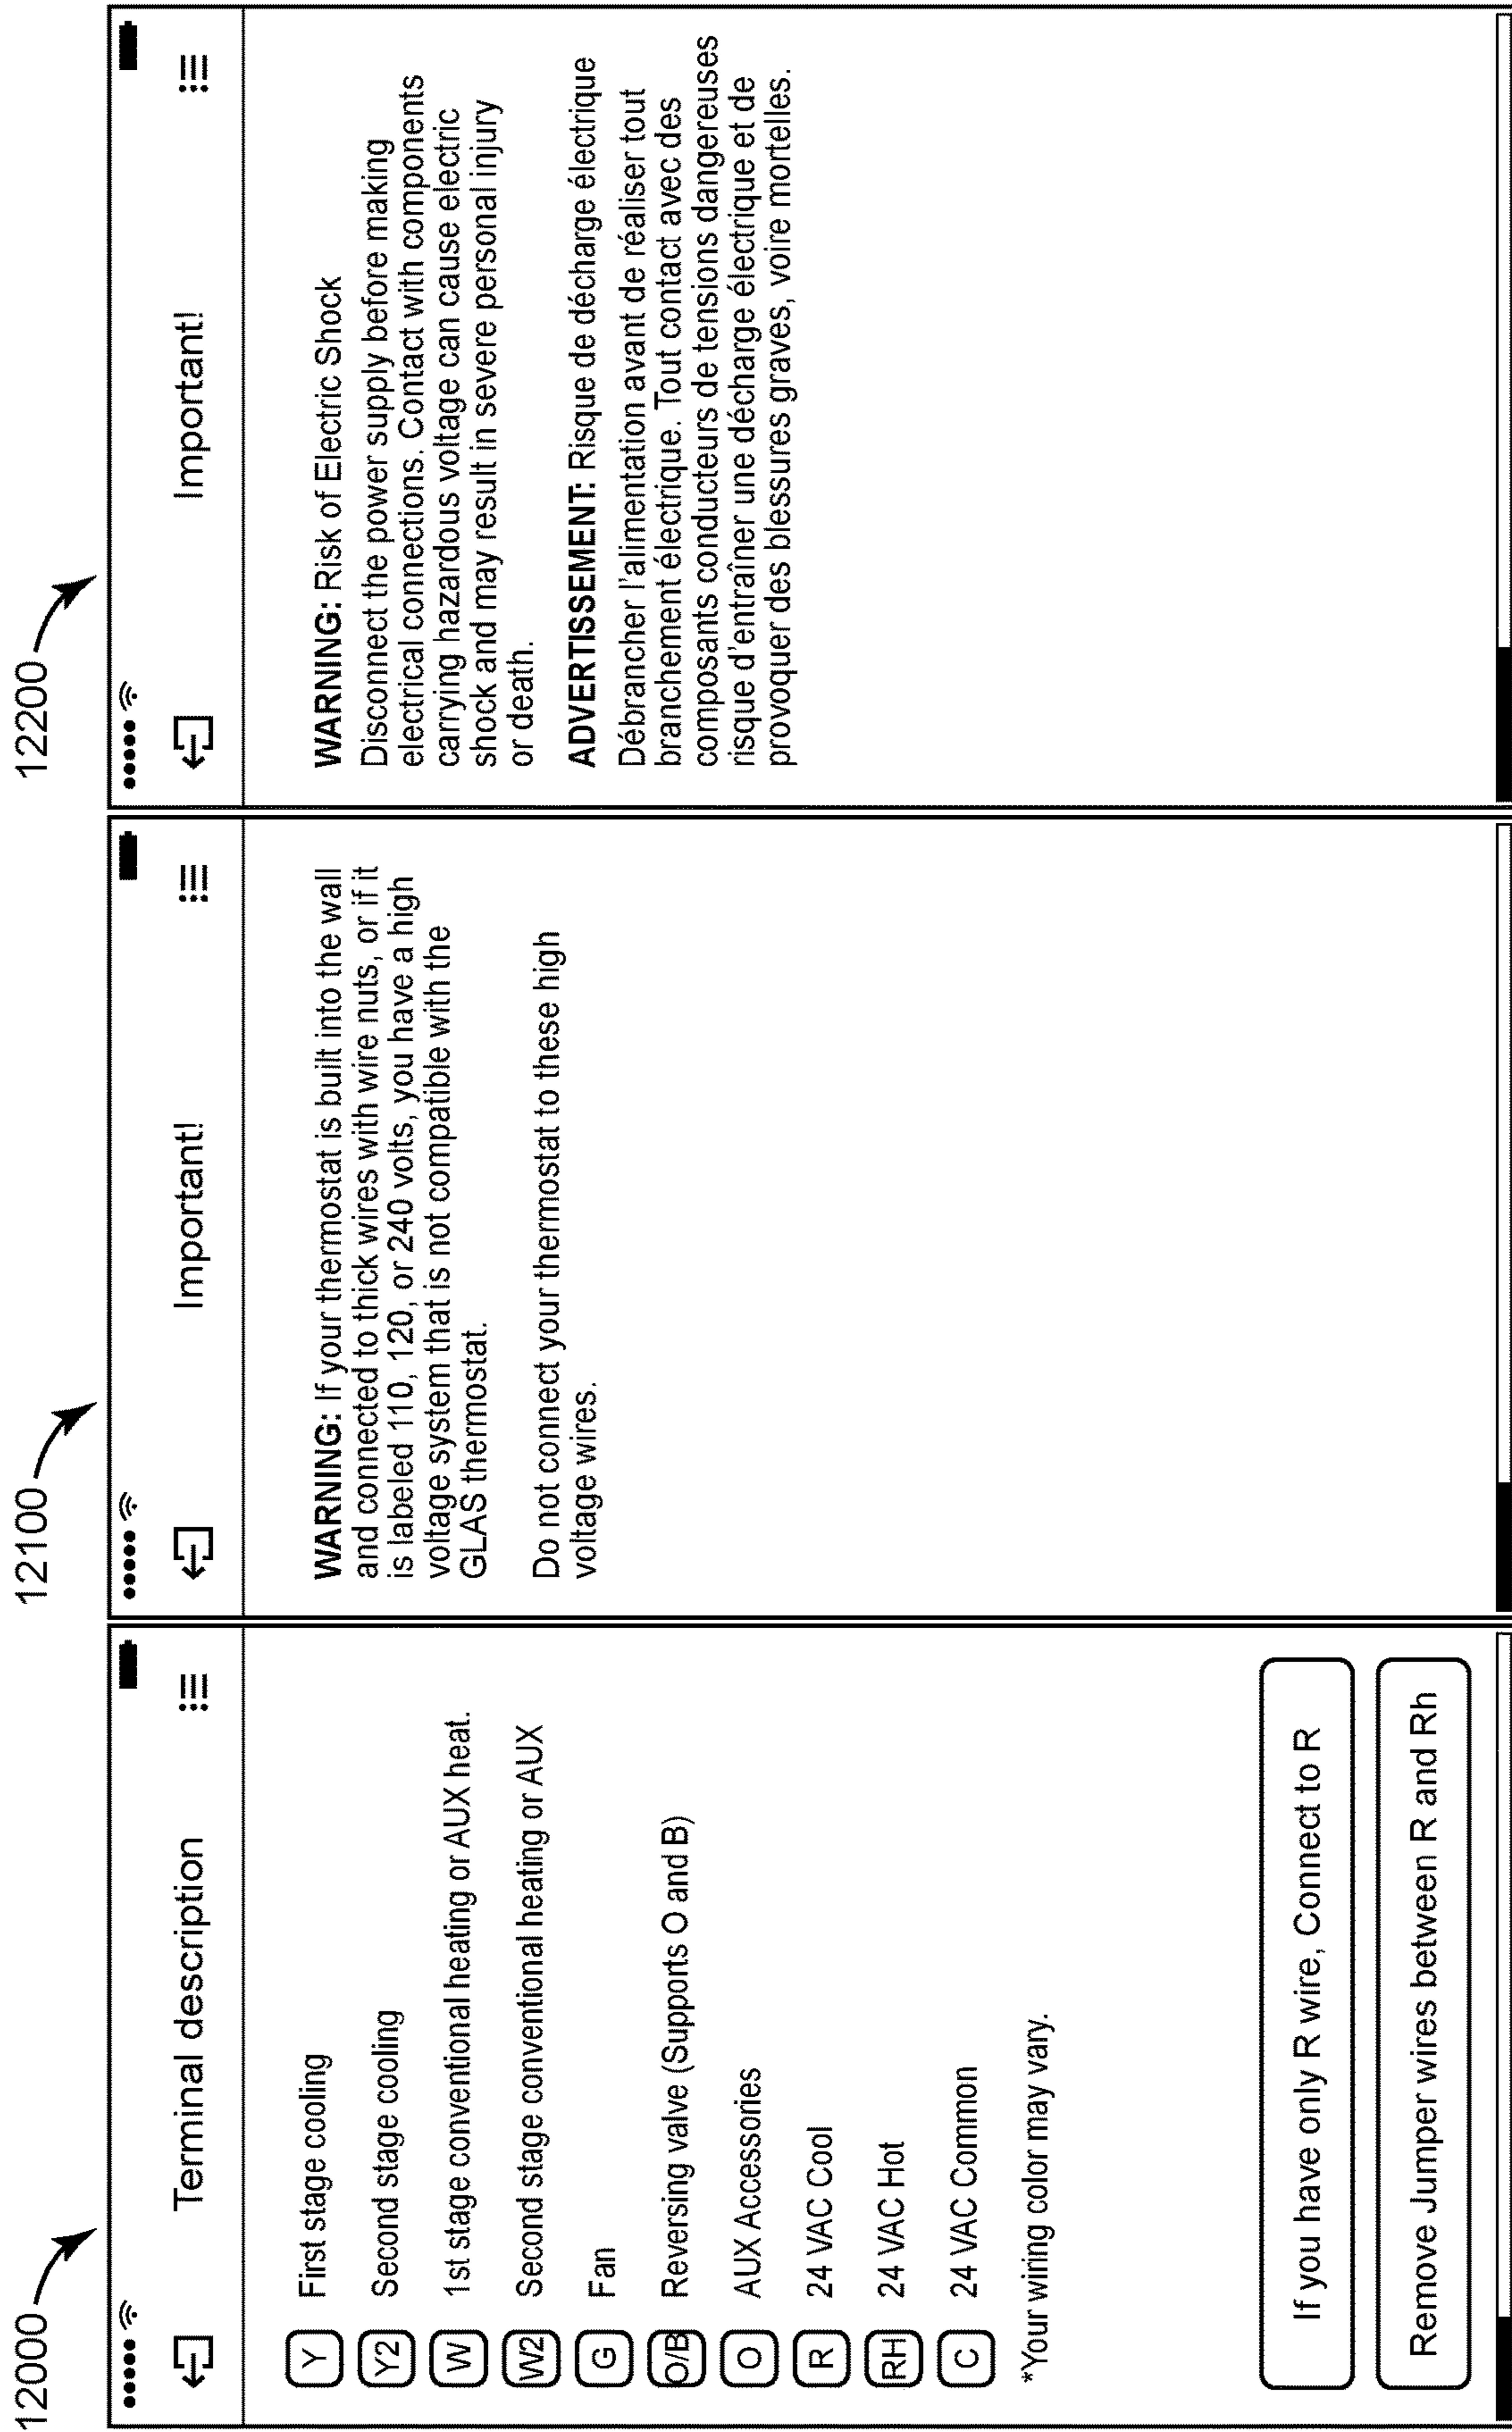 12000
Terminal description
Y First stage cooling
Y2 Second stage cooling
W 1st stage conventional heating or AUX heat.
W2 Second stage conventional heating or AUX
G Fan
O/B Reversing valve (Supports O and B)
O AUX Accessories
R 24 VAC Cool
RH 24 VAC Hot
C 24 VAC Common
*Your wiring color may vary.
If you have only R wire, Connect to R
Remove Jumper wires between R and Rh
12100
Important!
WARNING: If your thermostat is built into the wall
and connected to thick wires with wire nuts, or if it
is labeled 110, 120, or 240 volts, you have a high
voltage system that is not compatible with the
GLAS thermostat.
Do not connect your thermostat to these high
voltage wires.
12200
Important!
WARNING: Risk of Electric Shock
Disconnect the power supply before making
electrical connections. Contact with components
carrying hazardous voltage can cause electric
shock and may result in severe personal injury
or death.
ADVERTISSEMENT: Risque de décharge électrique
Débrancher l'alimentation avant de réaliser tout
branchement électrique. Tout contact avec des
composants conducteurs de tensions dangereuses
risque d'entraîner une décharge électrique et de
provoquer des blessures graves, voire mortelles.